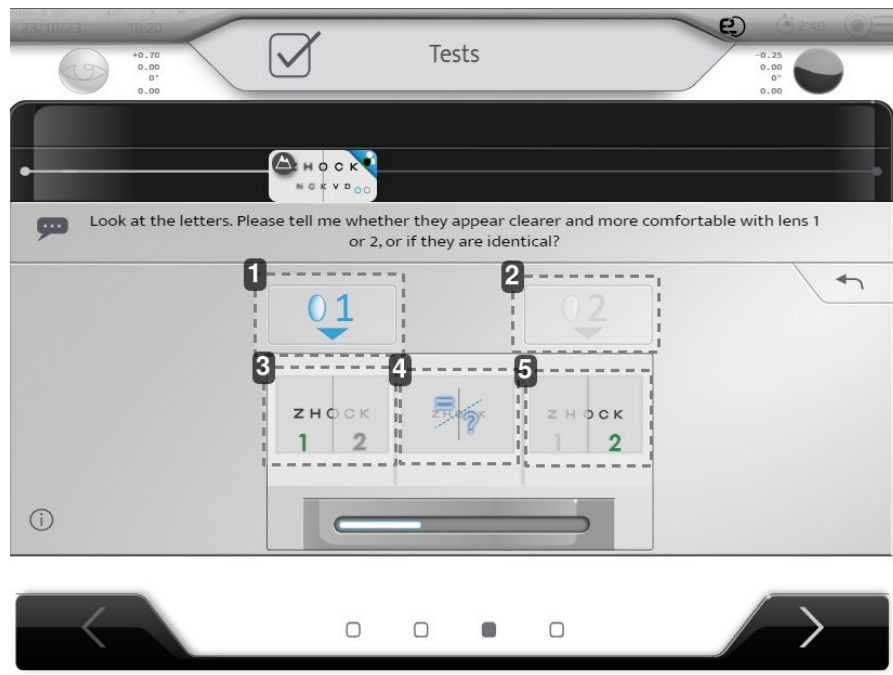 23/10/23 18:20
2'40
Tests
+0.70
0.00
0°
0.00
-0.25
0.00
0°
0.00
ZHOCK
NCKVD
Look at the letters. Please tell me whether they appear clearer and more comfortable with lens 1
or 2, or if they are identical?
1
2
01
02
3
4
5
ZHOCK
1 2
=
ZHOCK
?
ZHOCK
1 2